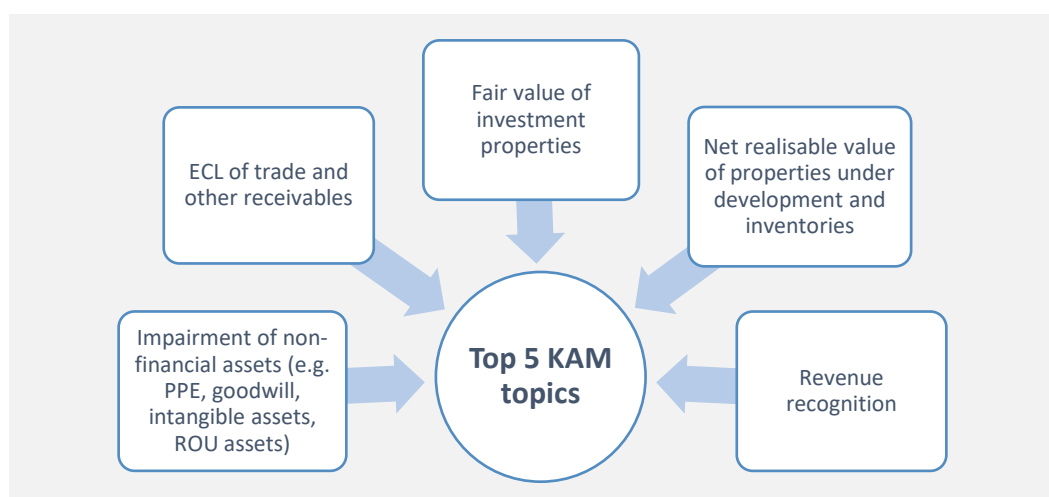 Fair value of
investment
properties
ECL of trade and
other receivables
Net realisable value
of properties under
development and
inventories
Impairment of non-
financial assets (e.g.
PPE, goodwill,
intangible assets,
ROU assets)
Top 5 KAM
topics
Revenue
recognition